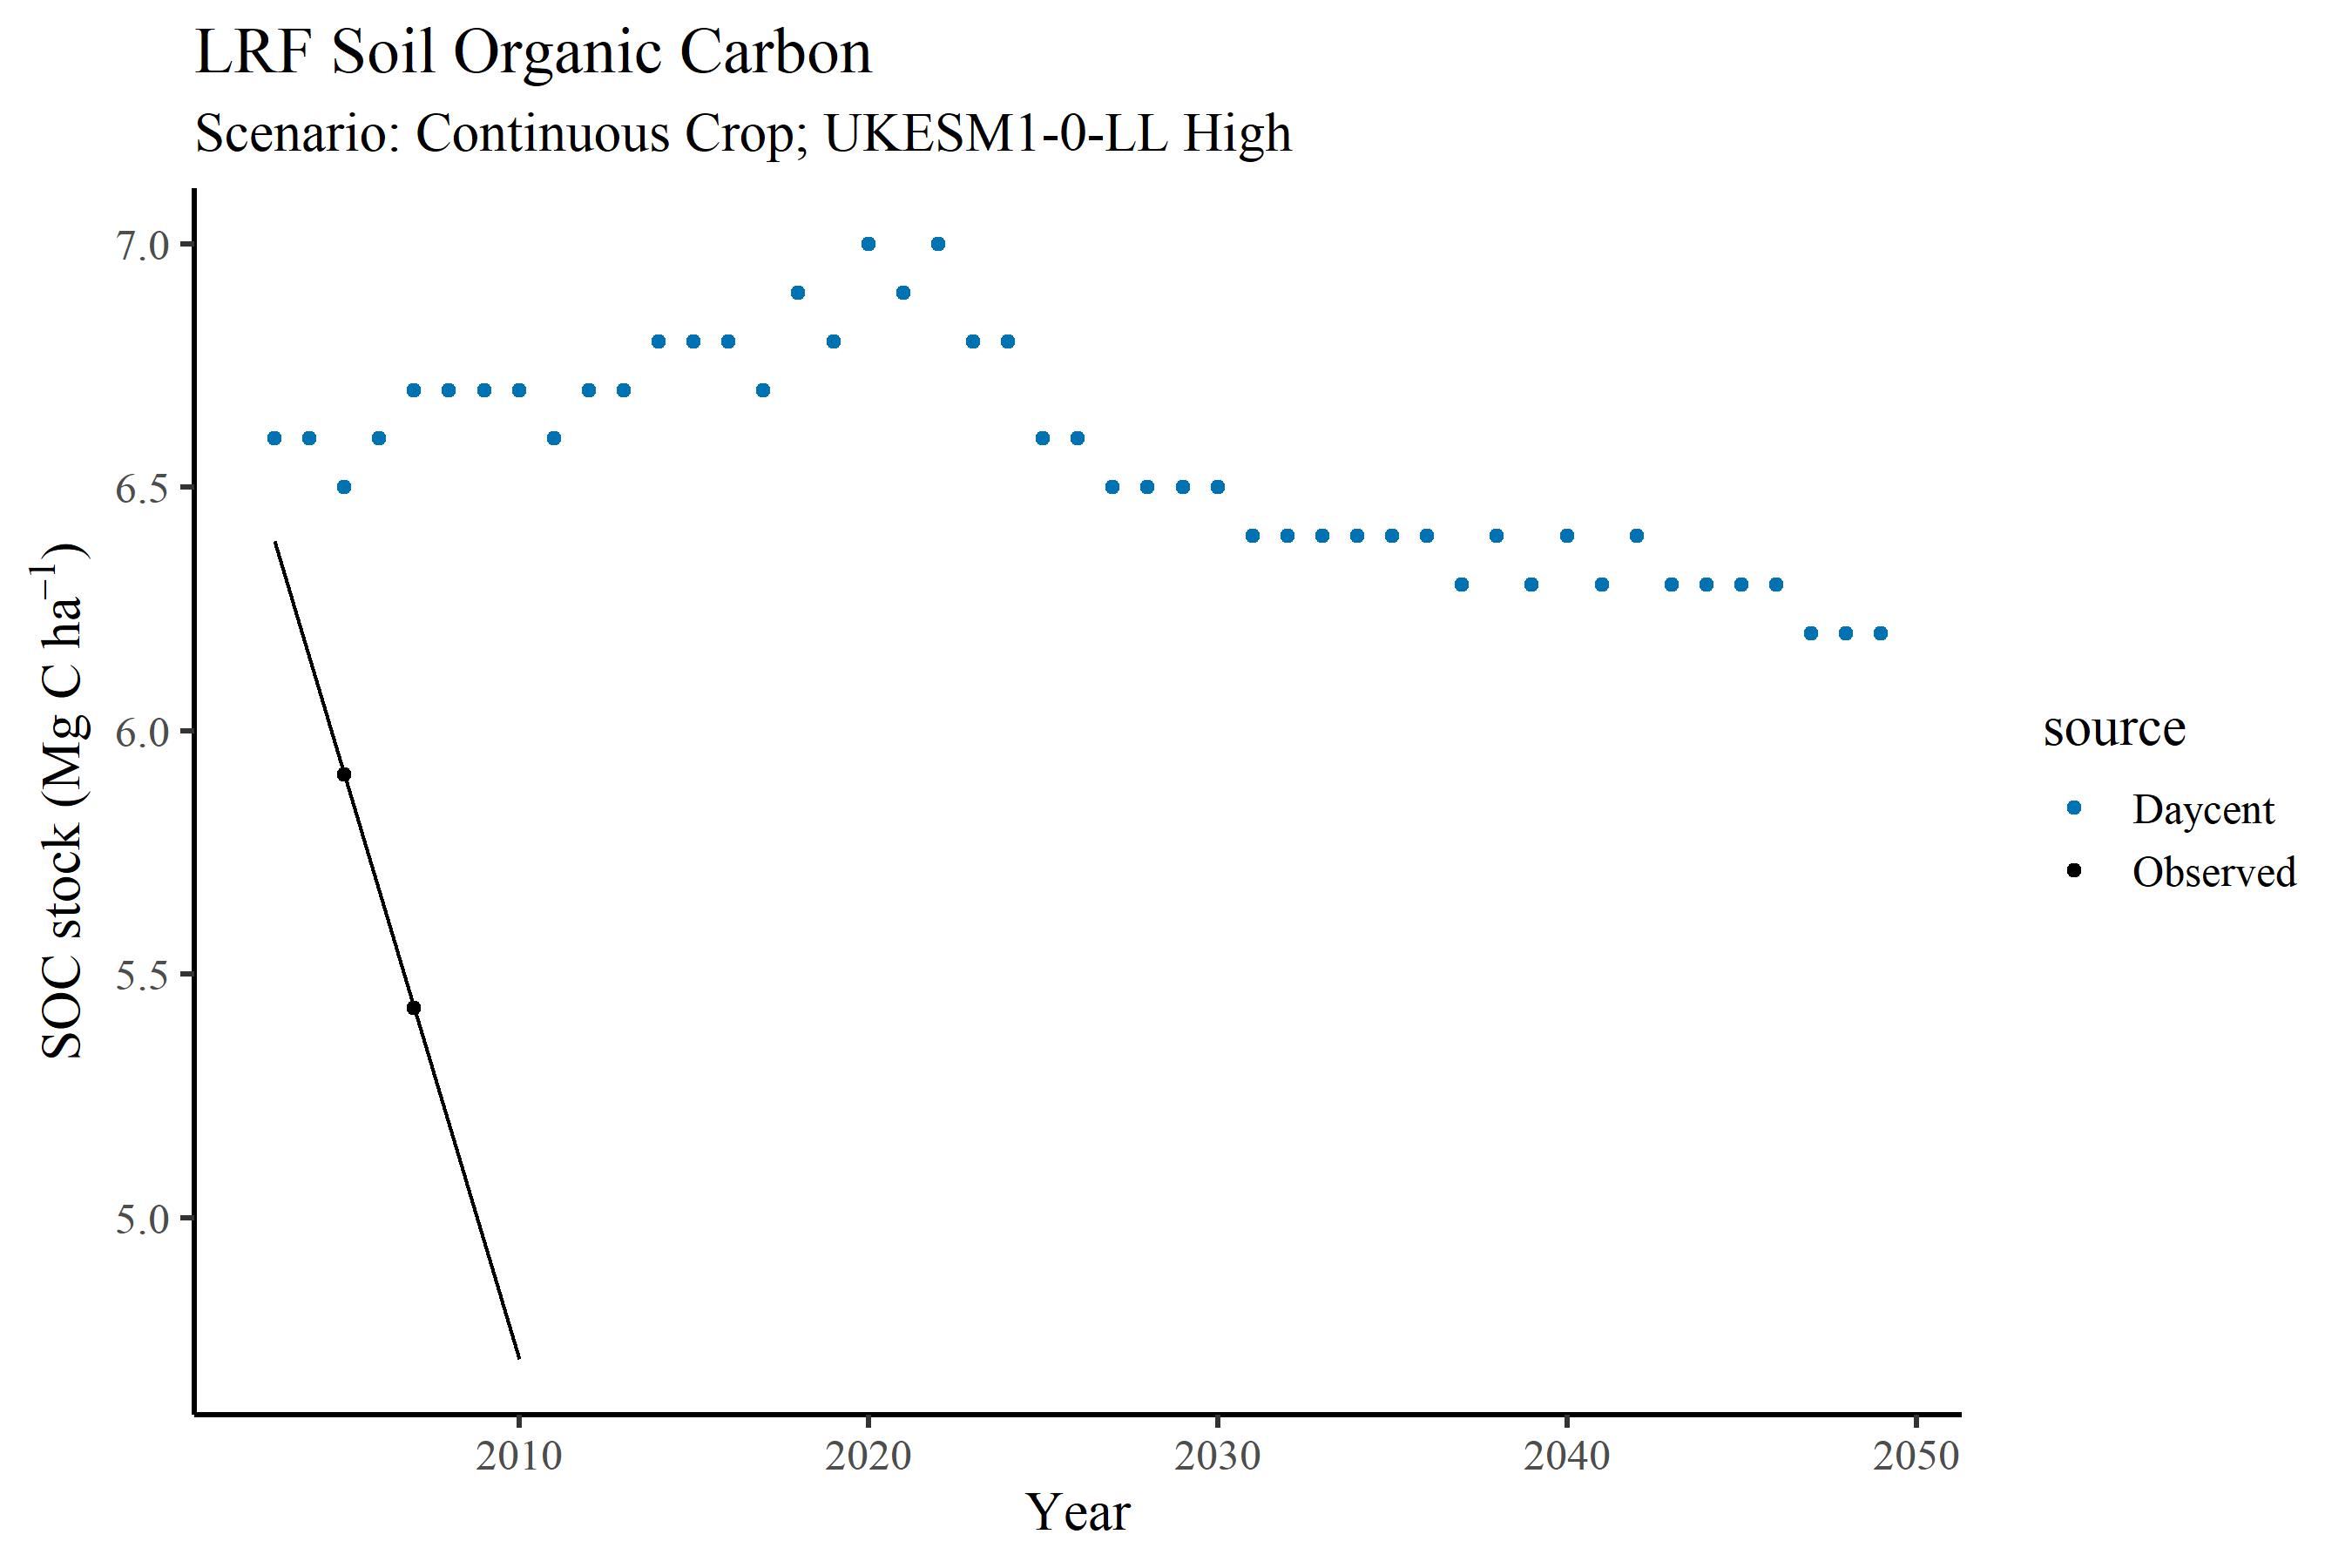 LRF Soil Organic Carbon
Scenario: Continuous Crop; UKESM1-0-LL High
SOC stock (Mg C ha⁻¹)
7.0
6.5
6.0
5.5
5.0
2010 2020 2030 2040 2050
Year
source
Daycent
Observed